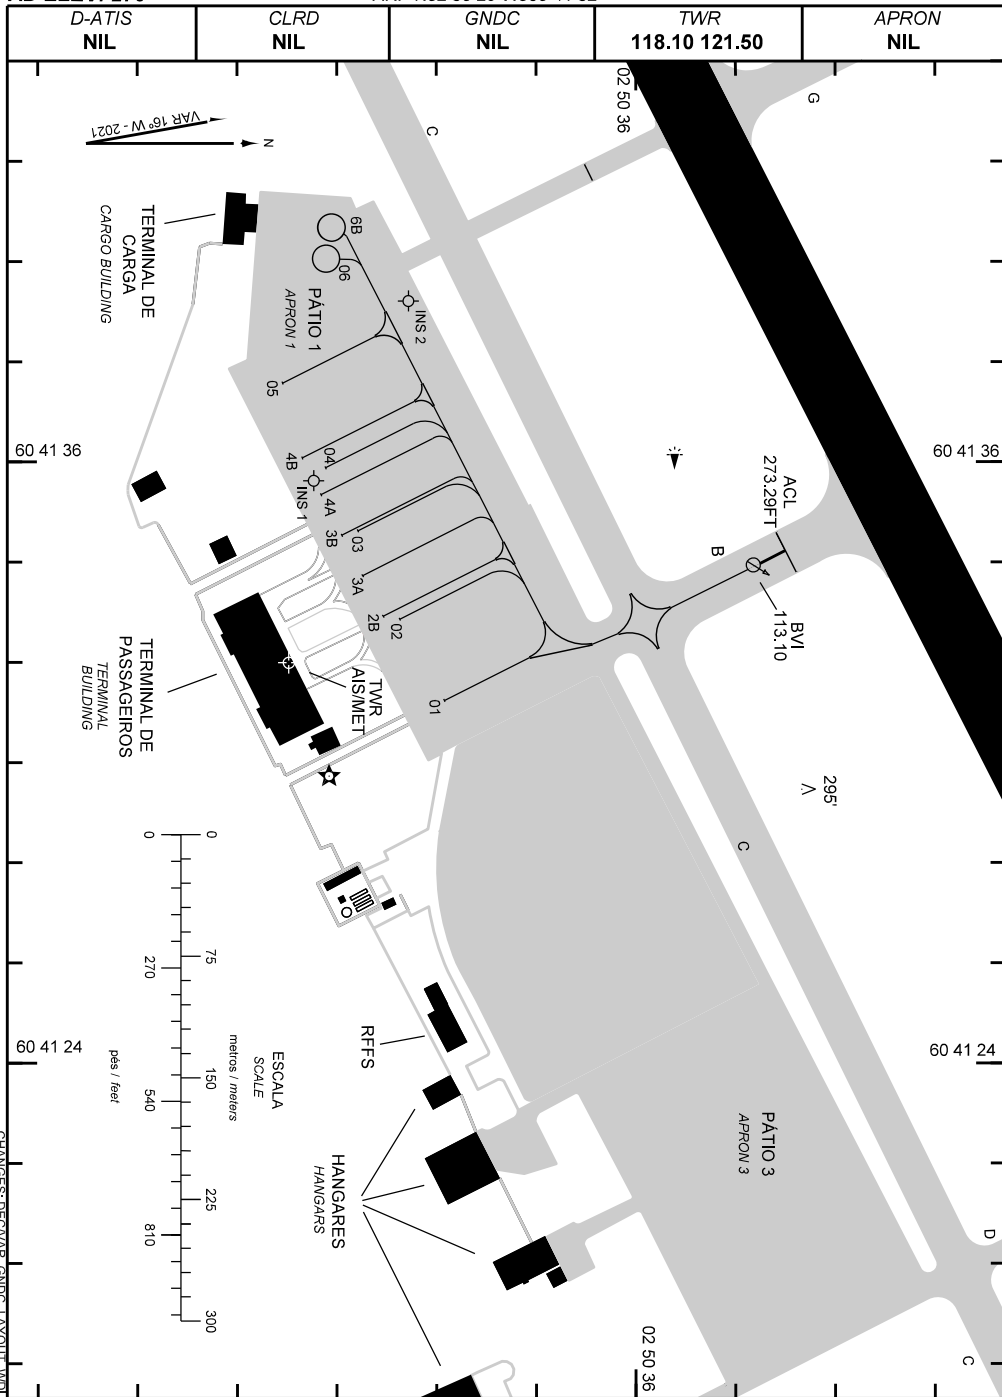 D-ATIS
NIL
CLRD
NIL
GNDC
NIL
TWR
118.10 121.50
APRON
NIL
VAR 16° W - 2021
N
C
02 50 36
G
TERMINAL DE
CARGA
CARGO BUILDING
6B
06
PÁTIO 1
APRON 1
INS 2
05
4B
04
INS 1
4A
3B
03
3A
2B
02
01
60 41 36
60 41 36
ACL
273.29FT
B
BVI
113.10
TERMINAL DE
PASSAGEIROS
TERMINAL
BUILDING
TWR
AIS/MET
295'
C
0
75
150
225
300
0
270
540
810
metros / meters
pés / feet
ESCALA
SCALE
60 41 24
60 41 24
RFFS
HANGARES
HANGARS
PÁTIO 3
APRON 3
D
C
02 50 36